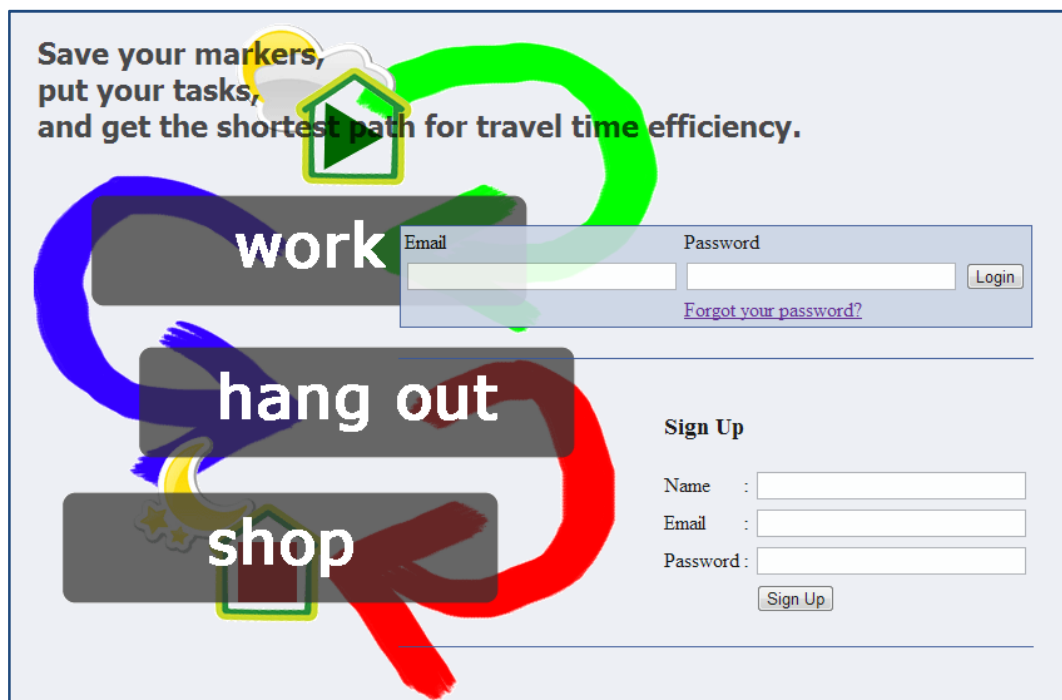 Save your markers,
put your tasks,
and get the shortest path for travel time efficiency.
work
Email Password
Login
Forgot your password?
hang out
Sign Up
Name :
Email :
Password :
shop
Sign Up